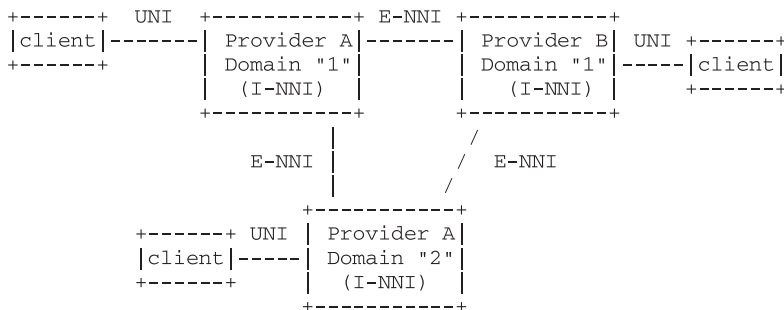 UNI
E-NNI
client
Provider A
Domain "1"
(I-NNI)
Provider B
Domain "1"
(I-NNI)
UNI
client
E-NNI
E-NNI
UNI
client
Provider A
Domain "2"
(I-NNI)